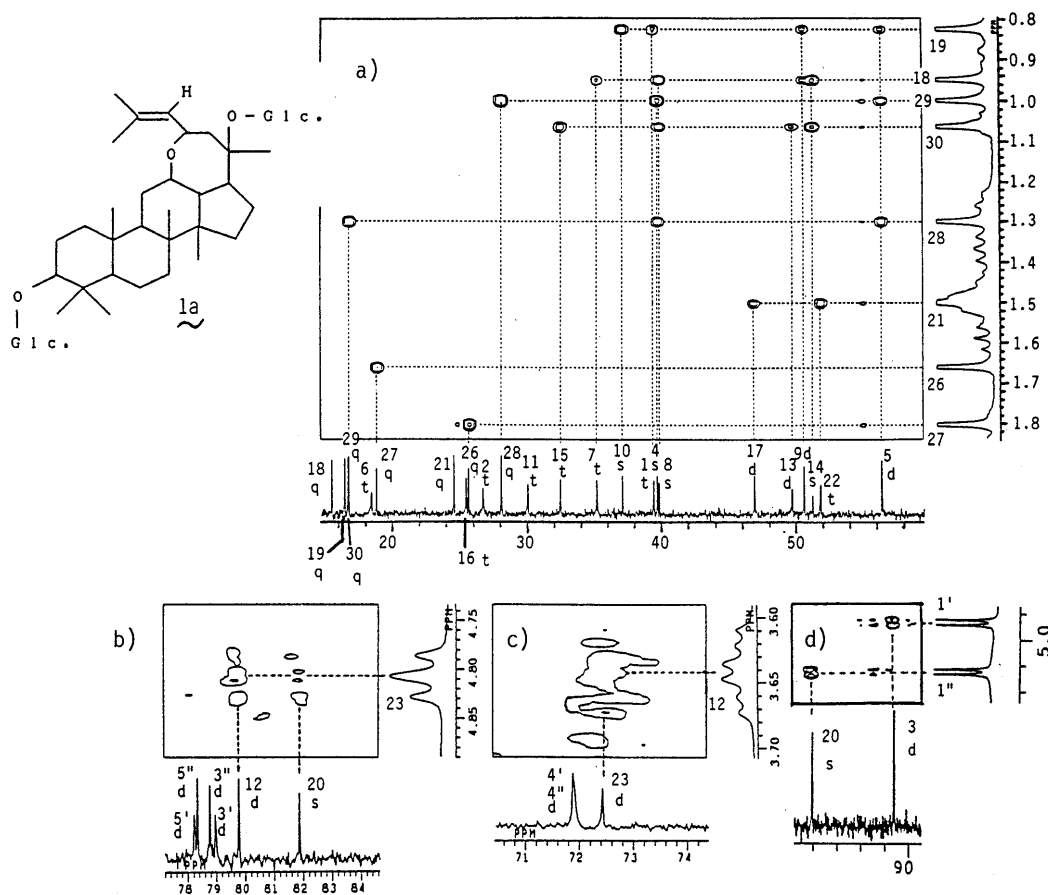 a)
H
O-Glc.
O
O
Glc.
1a
PPM
0.8
1.0
1.1
1.2
1.3
1.4
1.5
1.6
1.7
1.8
19
18
29
30
28
21
26
27
18 q
19 q
29 q
30 q
6 t
27 q
21 q
16 t
26 q
2 t
28 q
11 t
15 t
7 t
10 s
1 t
4 s
8 s
17 d
13 d
9 d
14 s
22 t
5 d
20
30
40
50
b)
PPM
4.75
4.80
4.85
23
5" d
5' d
3" d
3' d
12 d
20 s
PPM
78 79 80 81 82 83 84
c)
PPM
3.60
3.65
3.70
12
4' 4" d
23 d
PPM
71 72 73 74
d)
1'
1"
5.0
20 s
3 d
90